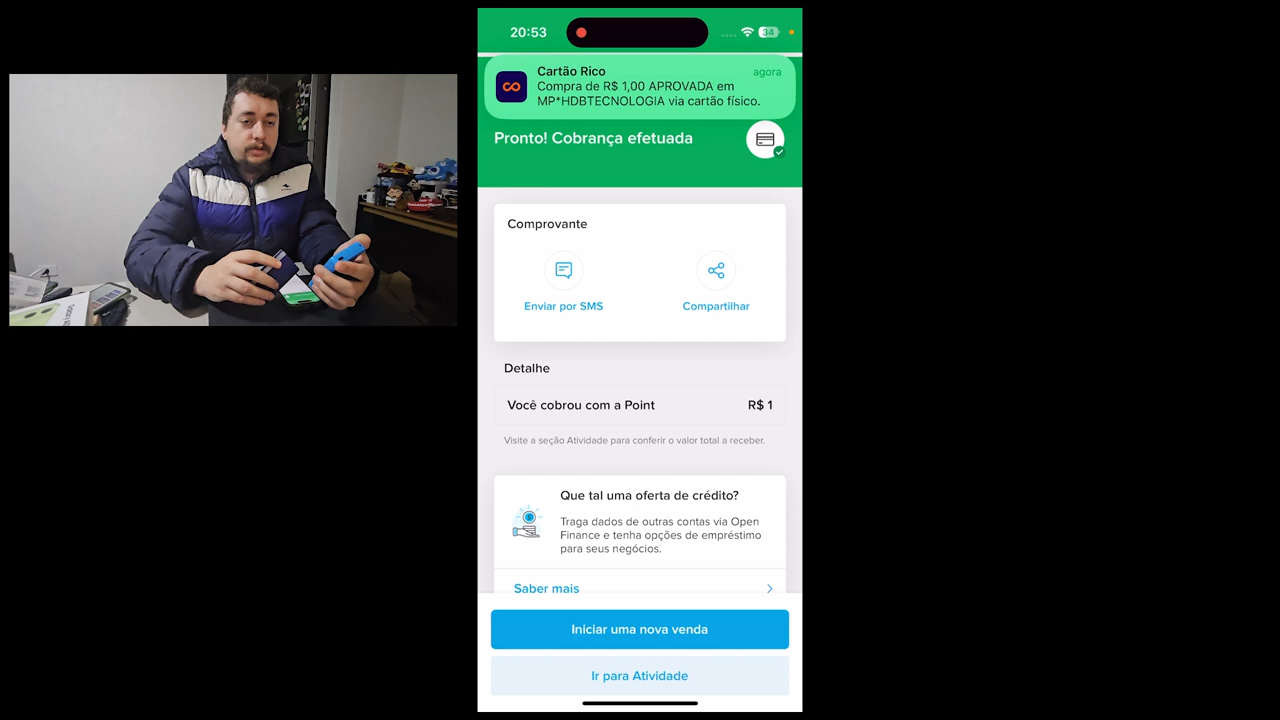 20:53
34
Cartão Rico
agora
Compra de R$ 1,00 APROVADA em
MP*HDBTECNOLOGIA via cartão físico.
Pronto! Cobrança efetuada
Comprovante
Enviar por SMS
Compartilhar
Detalhe
Você cobrou com a Point
R$ 1
Visite a seção Atividade para conferir o valor total a receber.
Que tal uma oferta de crédito?
Traga dados de outras contas via Open
Finance e tenha opções de empréstimo
para seus negócios.
Saber mais
Iniciar uma nova venda
Ir para Atividade